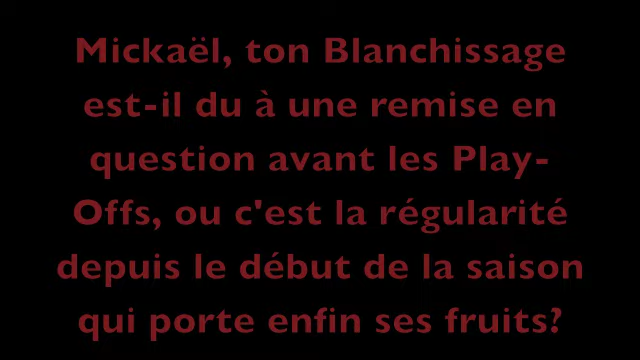 Mickaël, ton Blanchissage
est-il du à une remise en
question avant les Play-
Offs, ou c'est la régularité
depuis le début de la saison
qui porte enfin ses fruits?